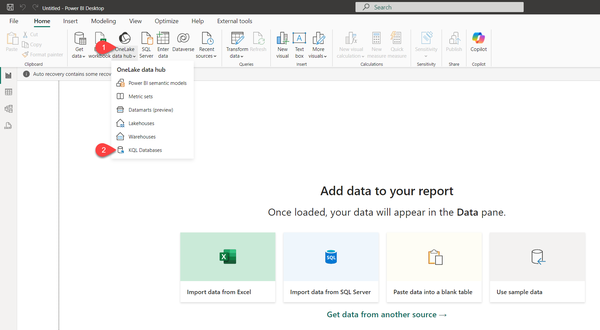 Untitled - Power BI Desktop
Search
File Home Insert Modeling View Optimize Help External tools
1
Paste
Cut
Copy
Format painter
Get data
workbook
OneLake data hub
SQL Server
Enter data
Dataverse
Recent sources
Transform data
Refresh
New visual
Text box
More visuals
New visual calculation
New measure
Quick measure
Sensitivity
Publish
Copilot
Clipboard
Queries
Insert
Calculations
Sensitivity
Share
Copilot
Auto recovery contains some reco
OneLake data hub
Power BI semantic models
Metric sets
Datamarts (preview)
Lakehouses
Warehouses
2
KQL Databases
Add data to your report
Once loaded, your data will appear in the Data pane.
SQL
Import data from Excel
Import data from SQL Server
Paste data into a blank table
Use sample data
Get data from another source →